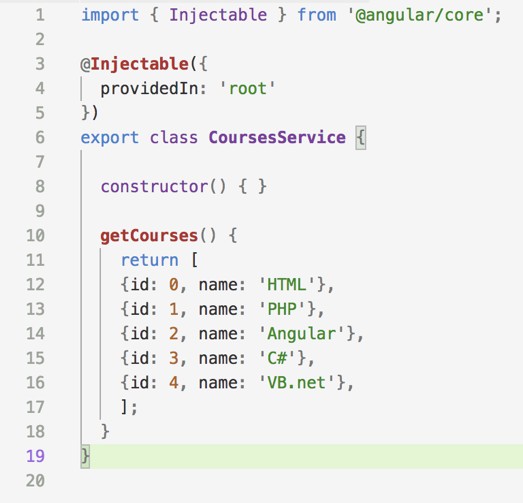 1 import { Injectable } from '@angular/core';
2
3 @Injectable({
4   providedIn: 'root'
5 })
6 export class CoursesService {
7
8   constructor() { }
9
10   getCourses() {
11     return [
12     {id: 0, name: 'HTML'},
13     {id: 1, name: 'PHP'},
14     {id: 2, name: 'Angular'},
15     {id: 3, name: 'C#'},
16     {id: 4, name: 'VB.net'},
17     ];
18   }
19 }
20